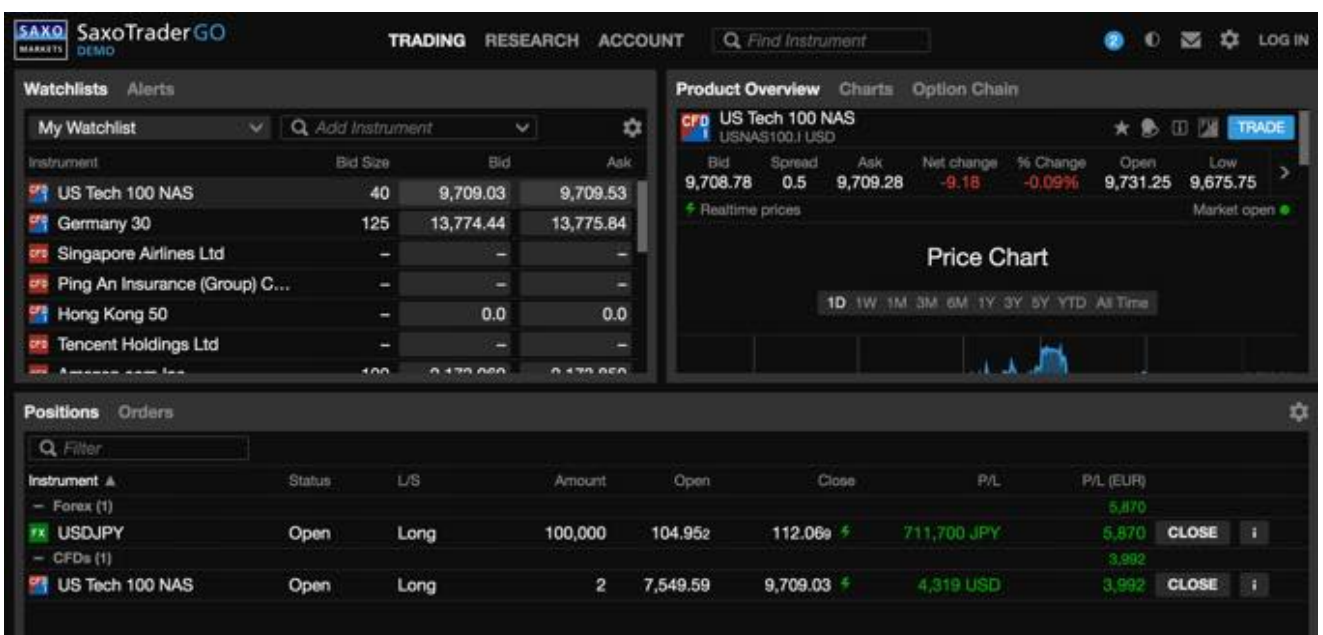 SAXO MARKETS SaxoTraderGO DEMO TRADING RESEARCH ACCOUNT Find Instrument 2 LOG IN
Watchlists Alerts
My Watchlist Add Instrument
Instrument Bid Size Bid Ask
US Tech 100 NAS 40 9,709.03 9,709.53
Germany 30 125 13,774.44 13,775.84
Singapore Airlines Ltd – – –
Ping An Insurance (Group) C... – – –
Hong Kong 50 – 0.0 0.0
Tencent Holdings Ltd – – –
Amazon.com Inc 100
Product Overview Charts Option Chain
CFD US Tech 100 NAS
USNAS100.I USD TRADE
Bid Spread Ask Net change % Change Open Low
9,708.78 0.5 9,709.28 -9.18 -0.09% 9,731.25 9,675.75
Realtime prices Market open
Price Chart
1D 1W 1M 3M 6M 1Y 3Y 5Y YTD All Time
Positions Orders
Filter
Instrument Status L/S Amount Open Close P/L P/L (EUR)
Forex (1) 5,870
FX USDJPY Open Long 100,000 104.952 112.069 711,700 JPY 5,870 CLOSE i
CFDs (1) 3,992
US Tech 100 NAS Open Long 2 7,549.59 9,709.03 4,319 USD 3,992 CLOSE i